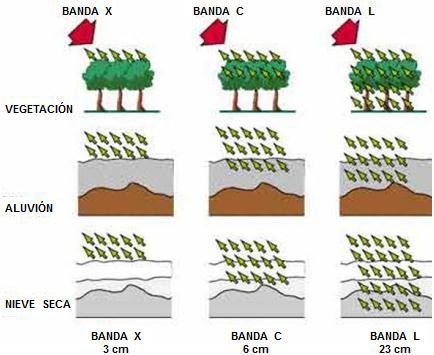 BANDA X BANDA C BANDA L
VEGETACIÓN
ALUVIÓN
NIEVE SECA
BANDA X BANDA C BANDA L
3 cm 6 cm 23 cm